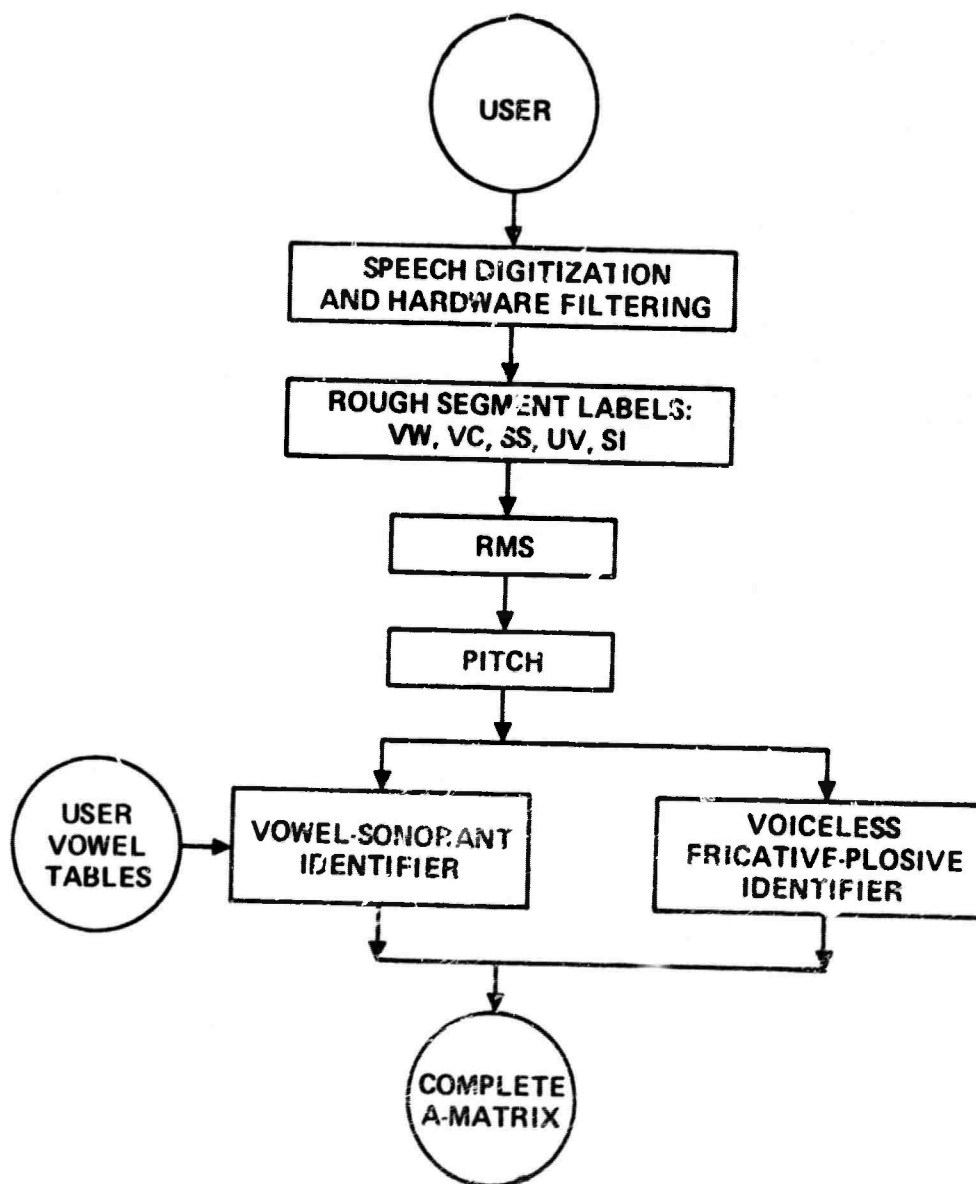 USER
SPEECH DIGITIZATION
AND HARDWARE FILTERING
ROUGH SEGMENT LABELS:
VW, VC, SS, UV, SI
RMS
PITCH
USER
VOWEL
TABLES
VOWEL-SONORANT
IDENTIFIER
VOICELESS
FRICATIVE-PLOSIVE
IDENTIFIER
COMPLETE
A-MATRIX